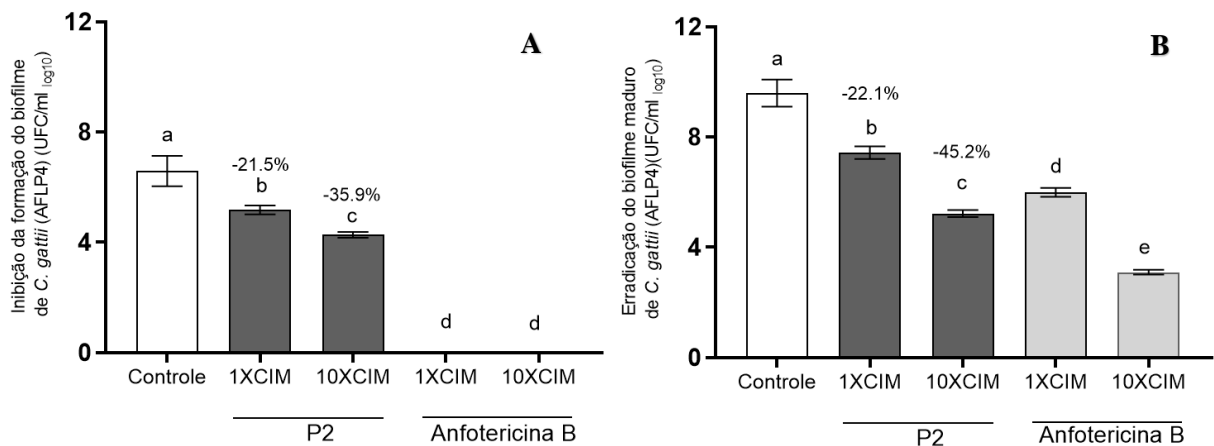 A
Inibição da formação do biofilme
de C. gattii (AFLP4) (UFC/ml log10)
12
8
4
0
a
-21.5%
b
-35.9%
c
d
d
Controle 1XCIM 10XCIM 1XCIM 10XCIM
P2 Anfotericina B
B
Erradicação do biofilme maduro
de C. gattii (AFLP4)(UFC/ml log10)
12
8
4
0
a
-22.1%
b
-45.2%
c
d
e
Controle 1XCIM 10XCIM 1XCIM 10XCIM
P2 Anfotericina B